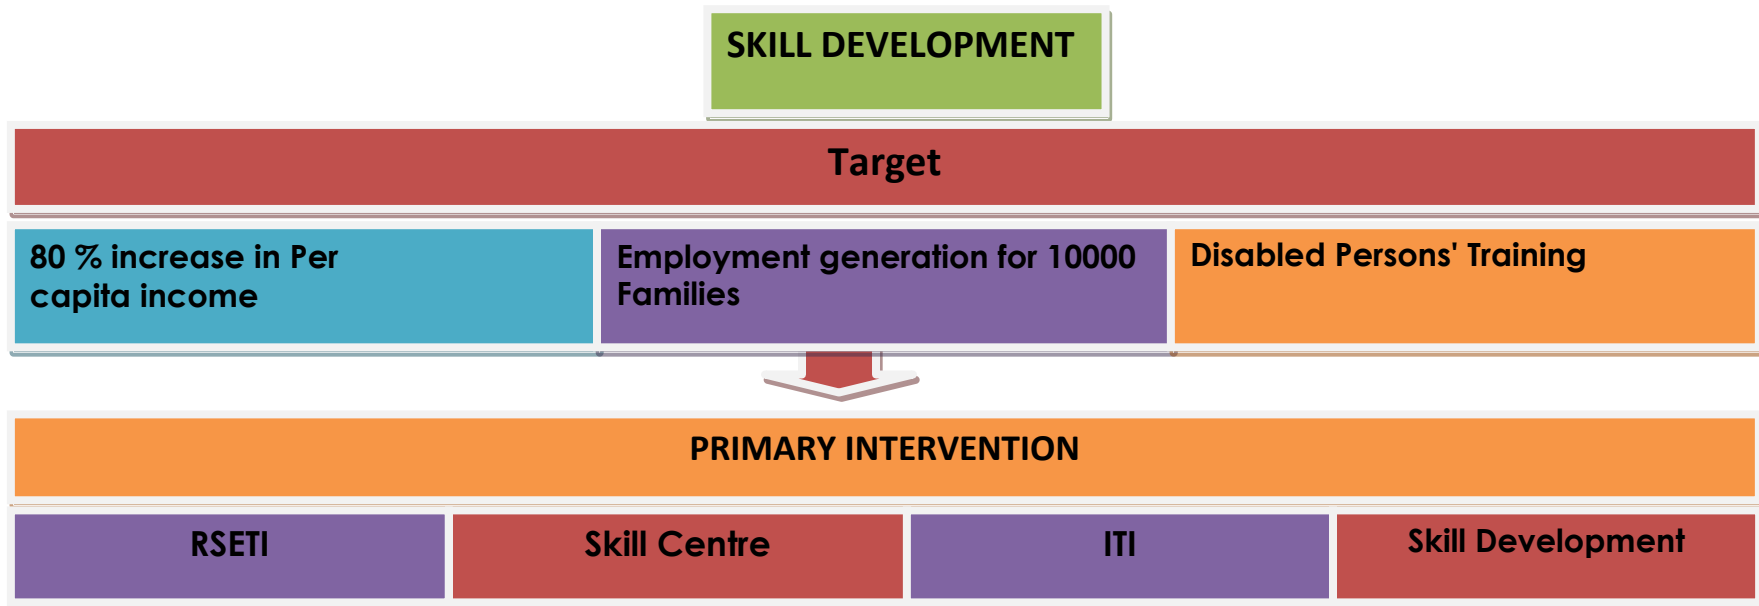 SKILL DEVELOPMENT
Target
80 % increase in Per
capita income
Employment generation for 10000
Families
Disabled Persons' Training
PRIMARY INTERVENTION
RSETI
Skill Centre
ITI
Skill Development